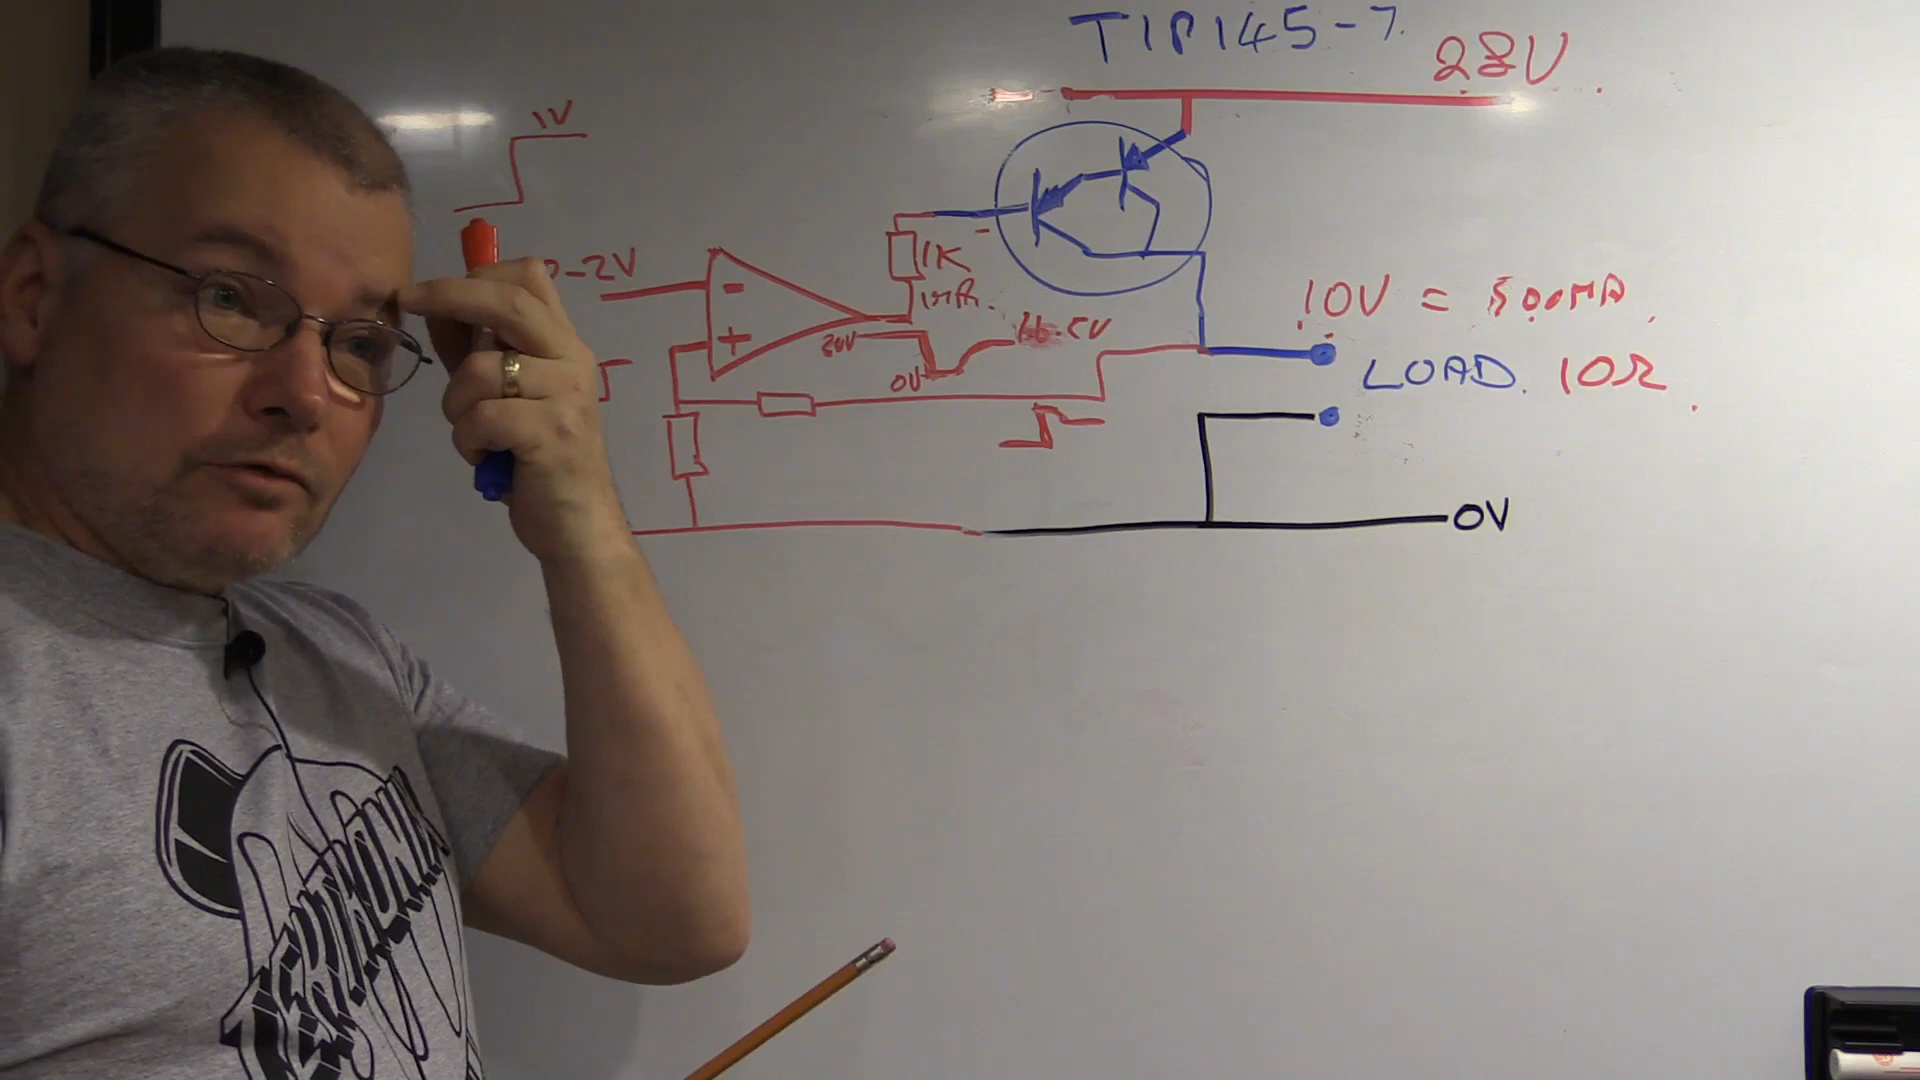 TIP145-7.
28V
1V
0-2V
-
+
1K
-
20V
0V
10V = 500MA
LOAD. 10Ω
0V